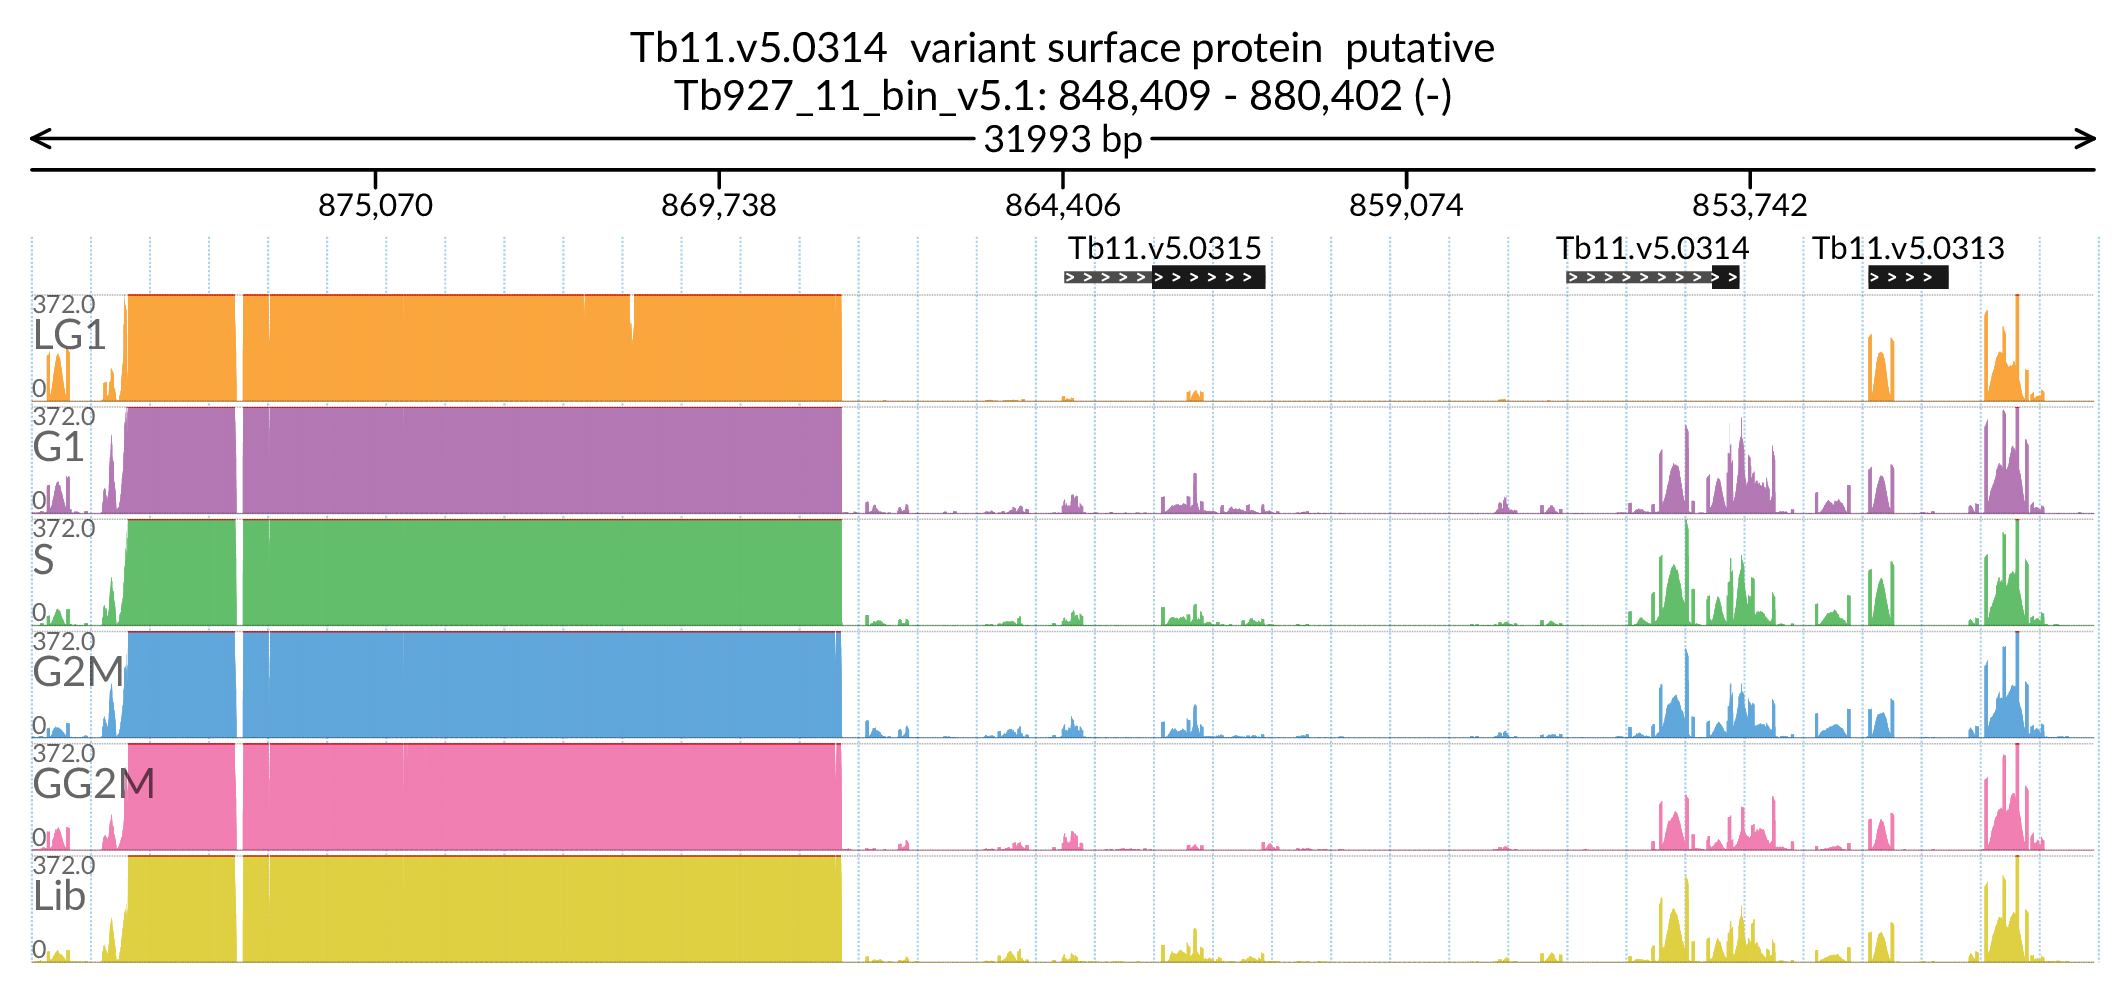 Tb11.v5.0314 variant surface protein putative
Tb927_11_bin_v5.1: 848,409 - 880,402 (-)
31993 bp
875,070 869,738 864,406 859,074 853,742
Tb11.v5.0315 Tb11.v5.0314 Tb11.v5.0313
372.0
LG1
0
372.0
G1
0
372.0
S
0
372.0
G2M
0
372.0
GG2M
0
372.0
Lib
0